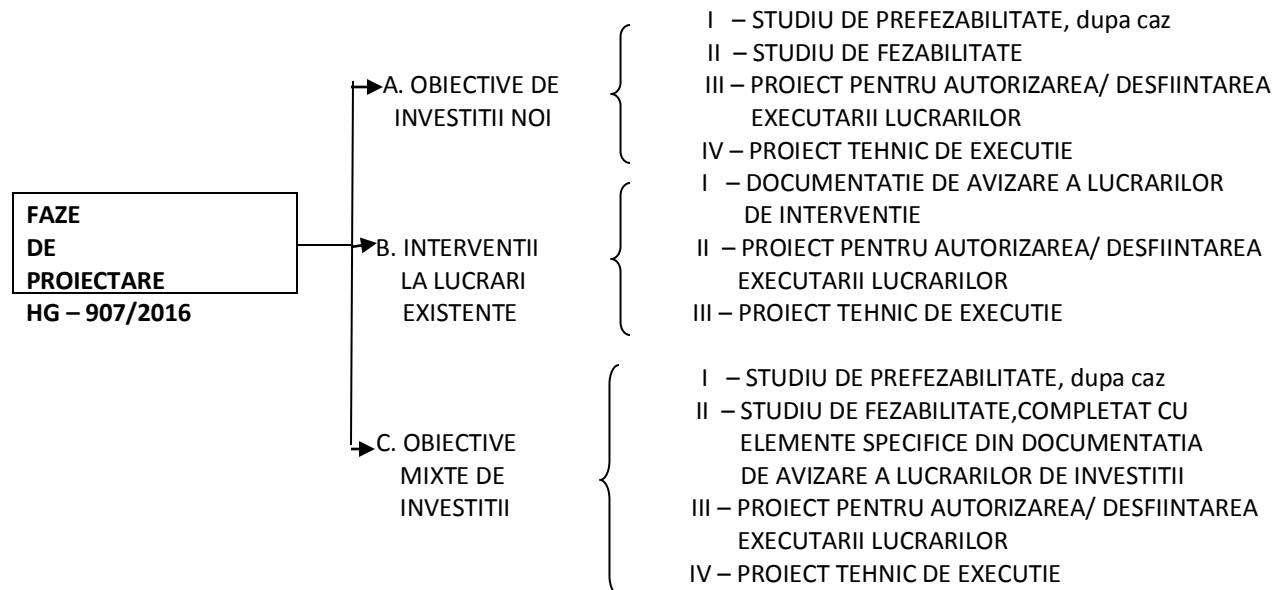 FAZE
DE
PROIECTARE
HG – 907/2016
A. OBIECTIVE DE
INVESTITII NOI
I – STUDIU DE PREFEZABILITATE, dupa caz
II – STUDIU DE FEZABILITATE
III – PROIECT PENTRU AUTORIZAREA/ DESFIINTAREA
EXECUTARII LUCRARILOR
IV – PROIECT TEHNIC DE EXECUTIE
B. INTERVENTII
LA LUCRARI
EXISTENTE
I – DOCUMENTATIE DE AVIZARE A LUCRARILOR
DE INTERVENTIE
II – PROIECT PENTRU AUTORIZAREA/ DESFIINTAREA
EXECUTARII LUCRARILOR
III – PROIECT TEHNIC DE EXECUTIE
C. OBIECTIVE
MIXTE DE
INVESTITII
I – STUDIU DE PREFEZABILITATE, dupa caz
II – STUDIU DE FEZABILITATE,COMPLETAT CU
ELEMENTE SPECIFICE DIN DOCUMENTATIA
DE AVIZARE A LUCRARILOR DE INVESTITII
III – PROIECT PENTRU AUTORIZAREA/ DESFIINTAREA
EXECUTARII LUCRARILOR
IV – PROIECT TEHNIC DE EXECUTIE